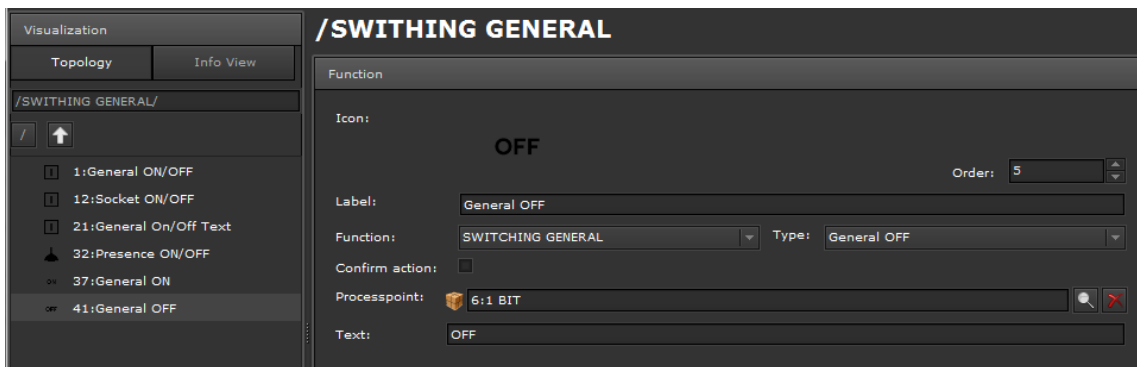 Visualization
Topology
Info View
/SWITHING GENERAL/
/
1:General ON/OFF
12:Socket ON/OFF
21:General On/Off Text
32:Presence ON/OFF
ON 37:General ON
OFF 41:General OFF
/SWITHING GENERAL
Function
Icon:
OFF
Order: 5
Label: General OFF
Function: SWITCHING GENERAL Type: General OFF
Confirm action:
Processpoint: 6:1 BIT
Text: OFF